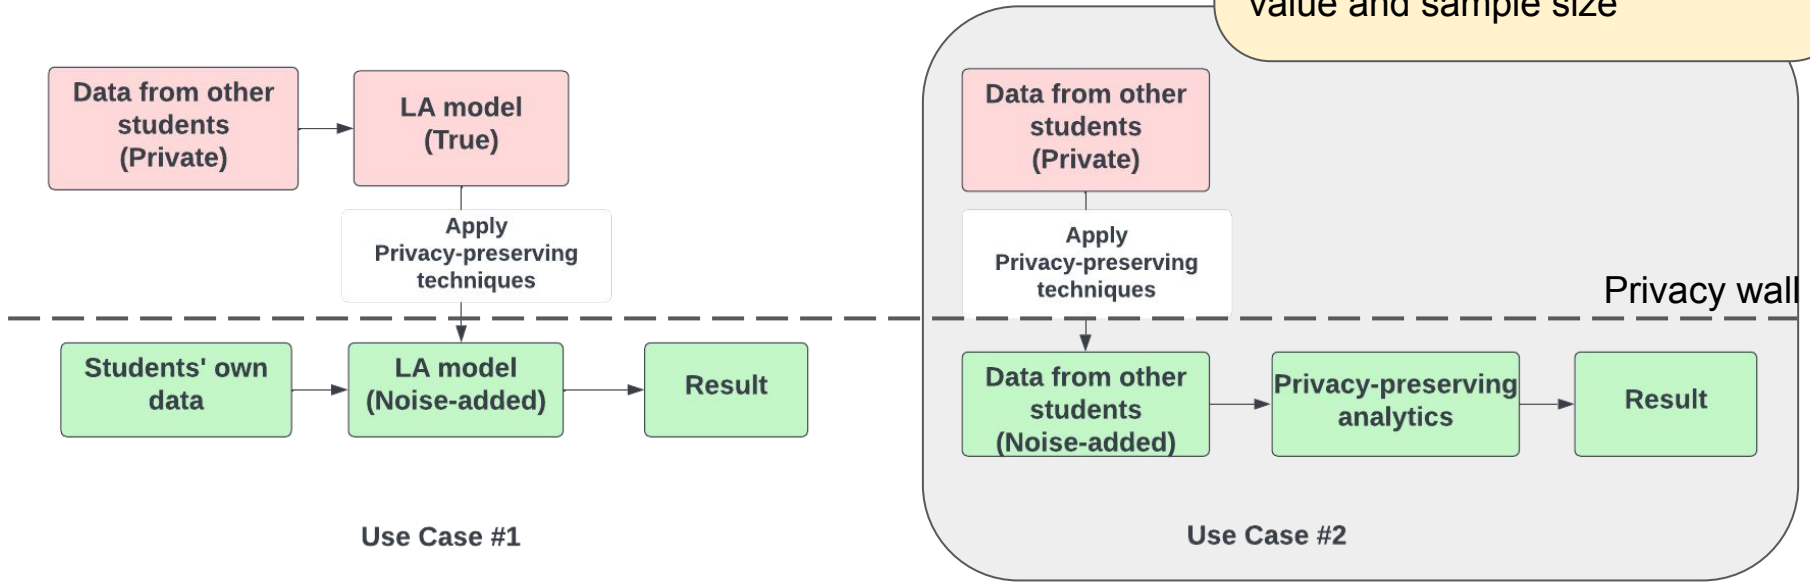 value and sample size
Data from other
students
(Private)
LA model
(True)
Apply
Privacy-preserving
techniques
Students' own
data
LA model
(Noise-added)
Result
Use Case #1
Data from other
students
(Private)
Apply
Privacy-preserving
techniques
Privacy wall
Data from other
students
(Noise-added)
Privacy-preserving
analytics
Result
Use Case #2